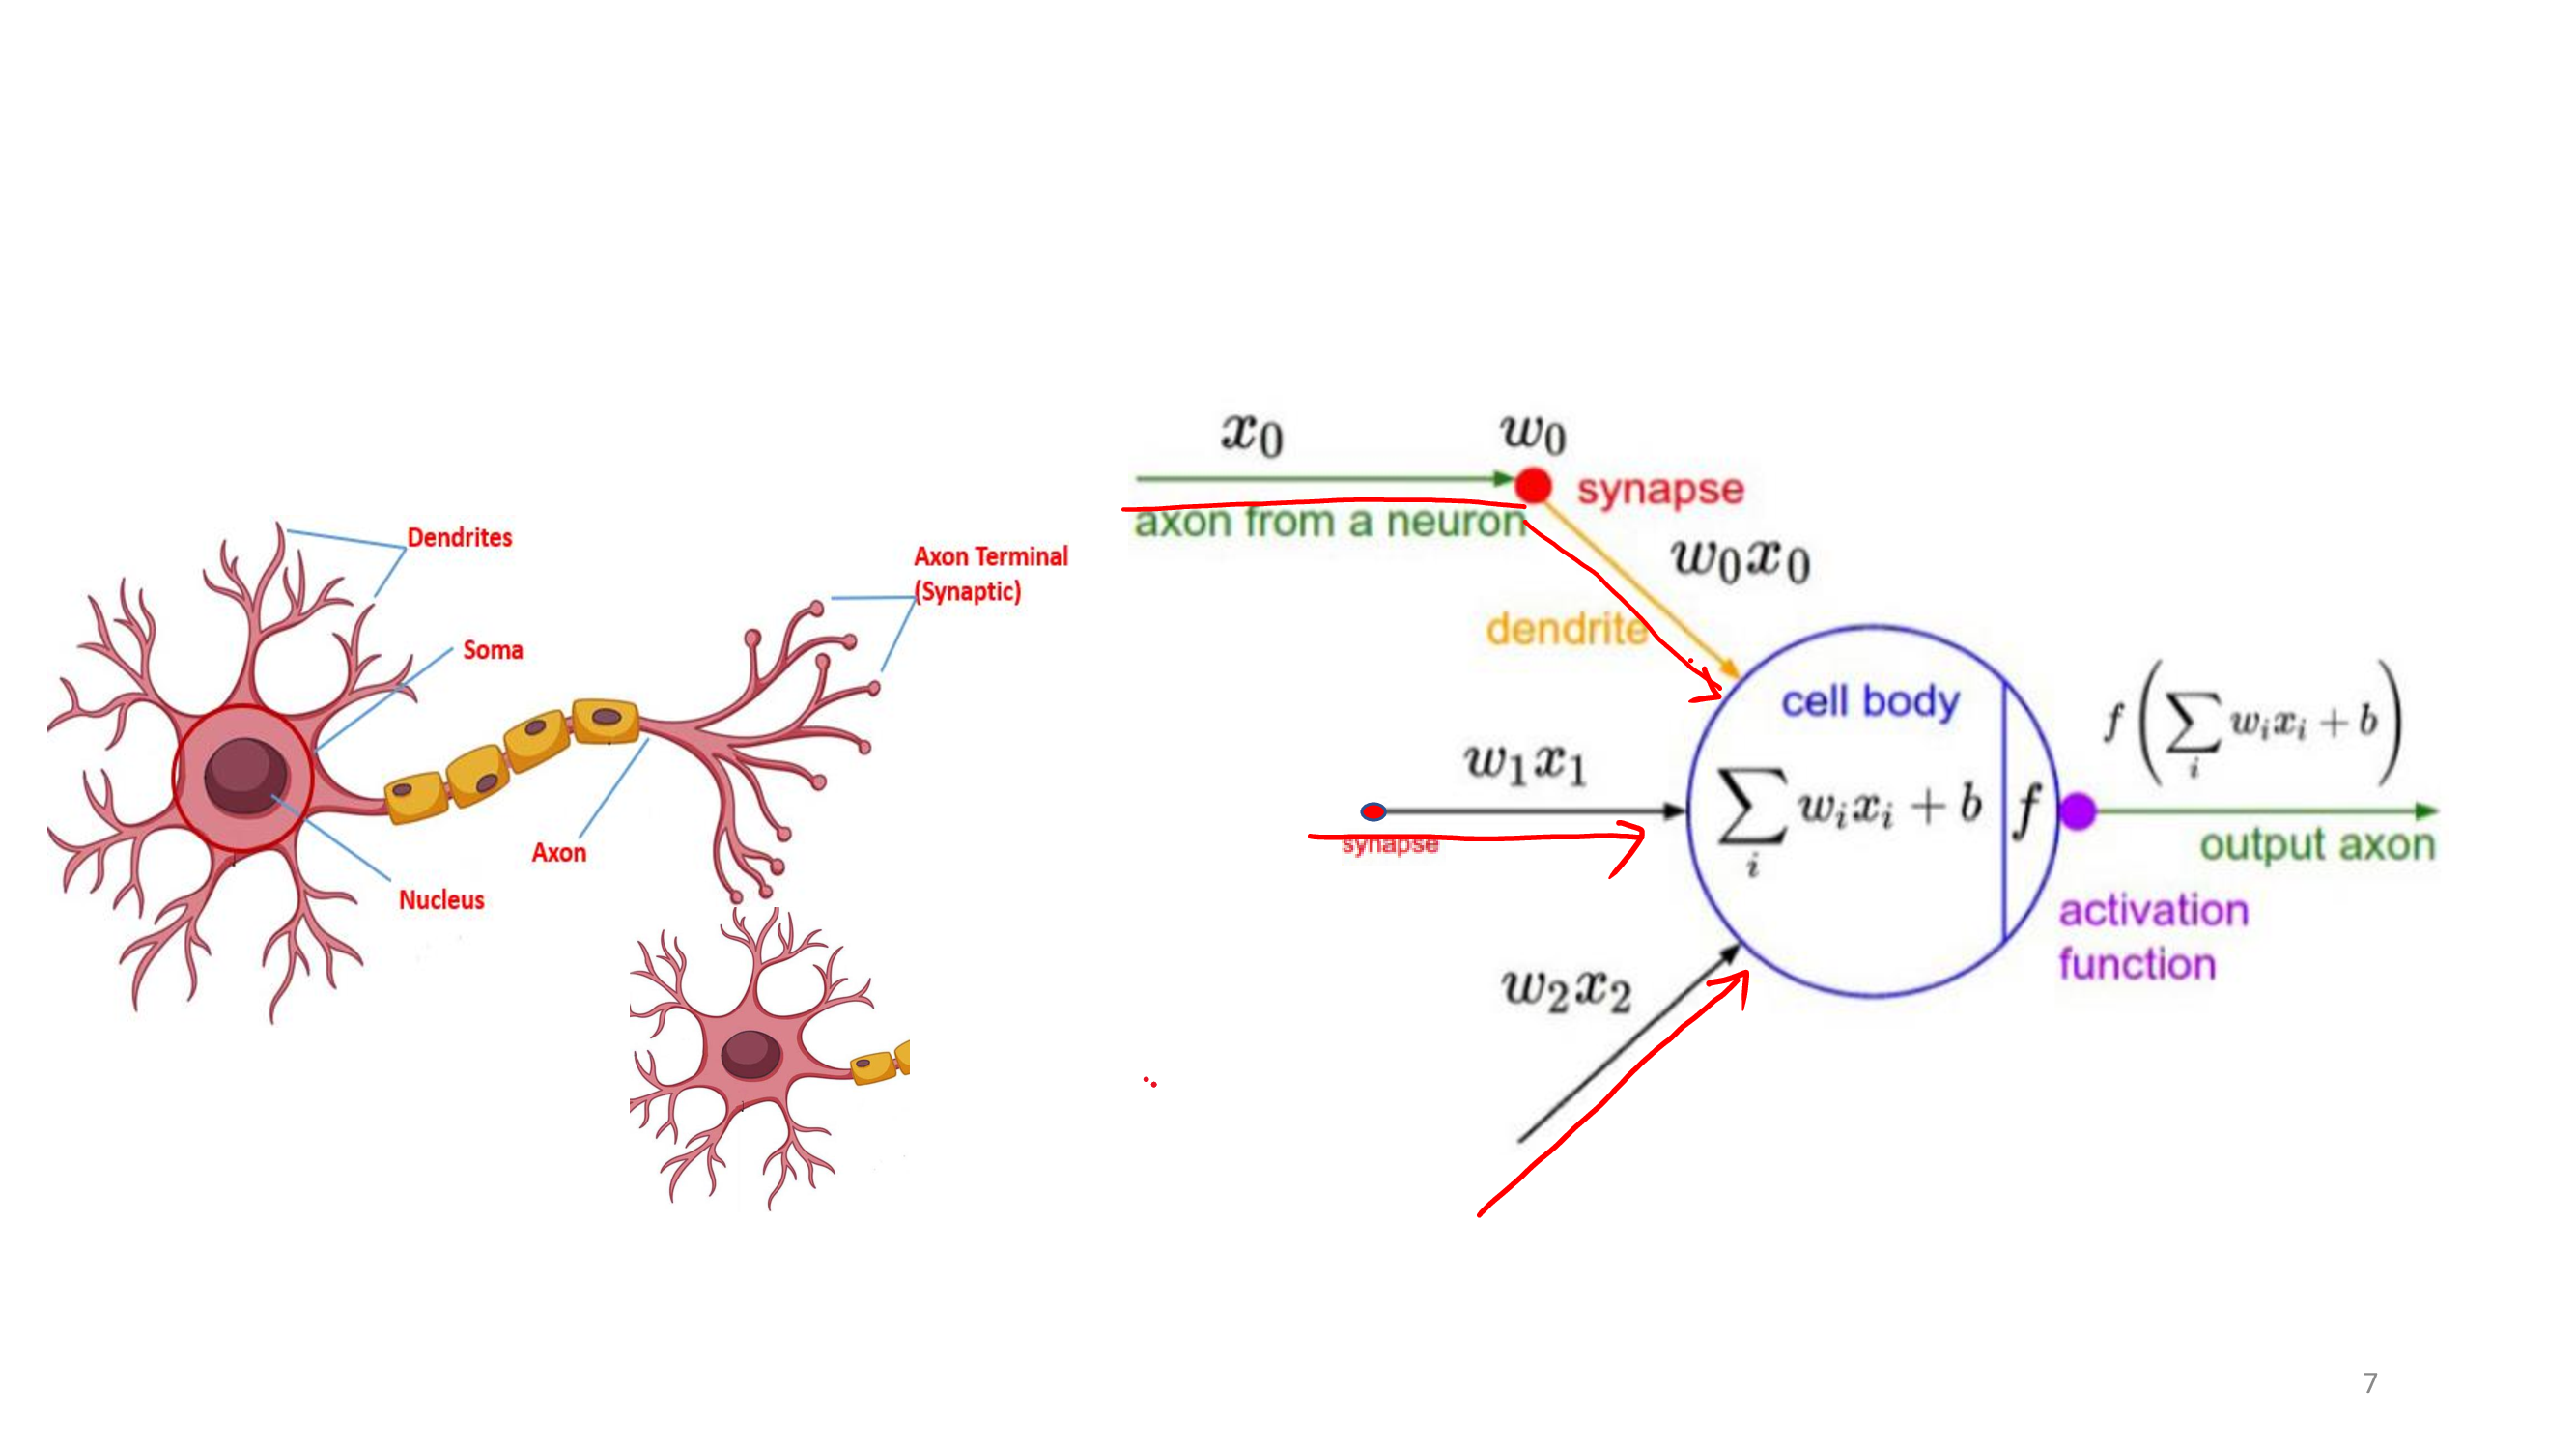 Dendrites
Soma
Axon Terminal
(Synaptic)
Axon
Nucleus
x₀
w₀
synapse
axon from a neuron
w₀x₀
dendrite
cell body
w₁x₁
synapse
∑ᵢ wᵢxᵢ + b
f
f(∑ᵢ wᵢxᵢ + b)
output axon
activation
function
w₂x₂
7